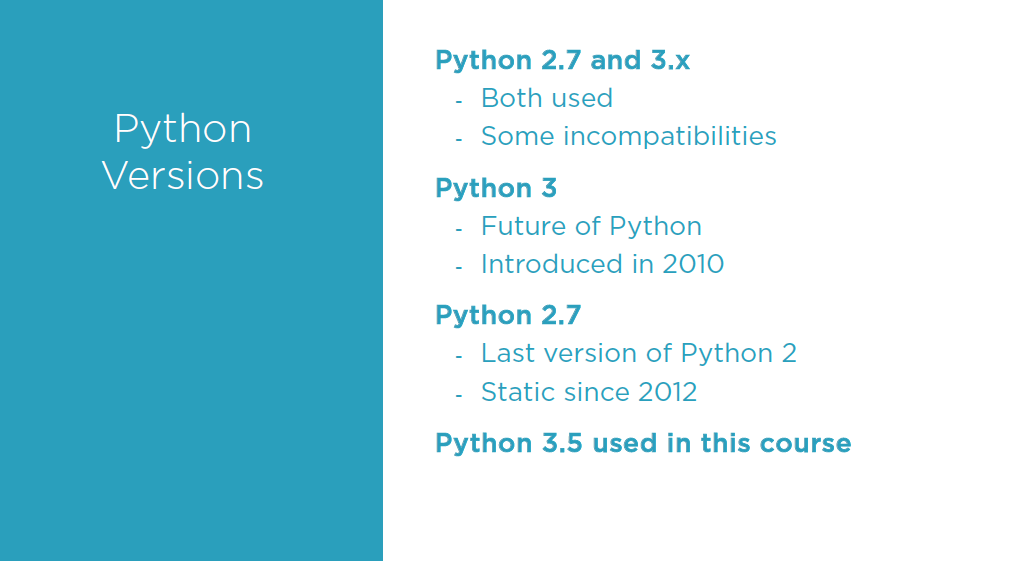 Python
Versions
Python 2.7 and 3.x
- Both used
- Some incompatibilities
Python 3
- Future of Python
- Introduced in 2010
Python 2.7
- Last version of Python 2
- Static since 2012
Python 3.5 used in this course